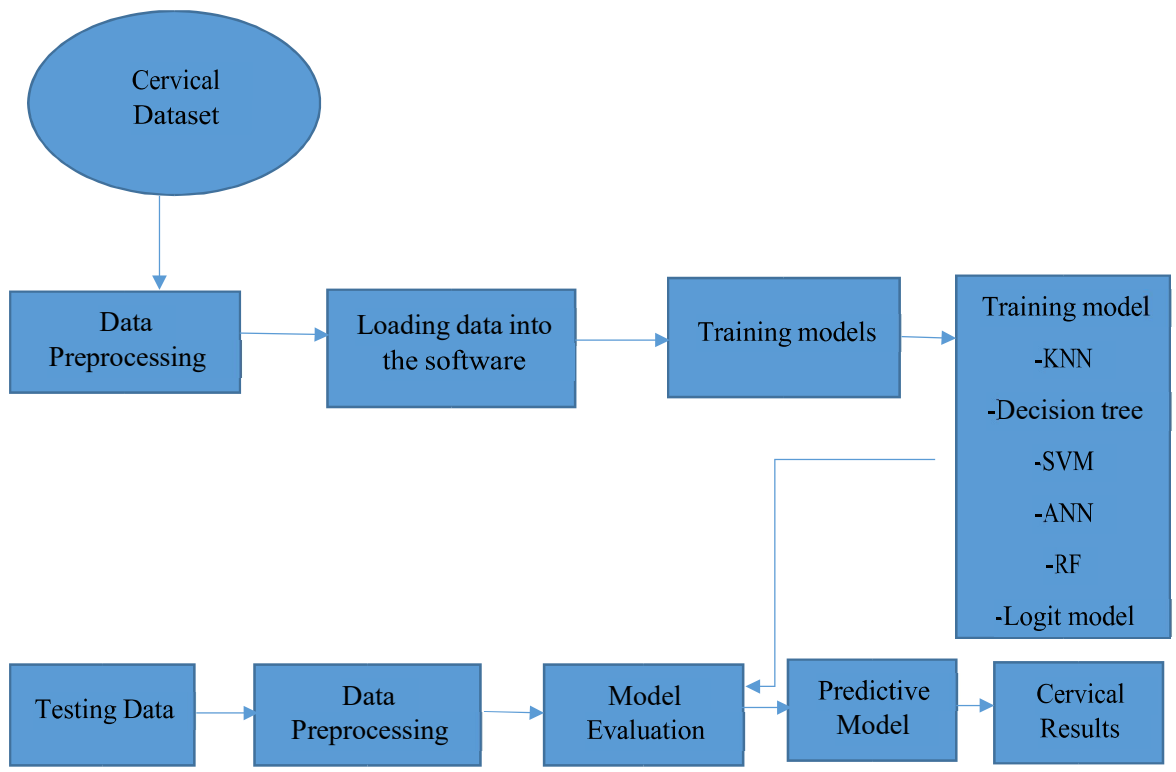 Cervical
Dataset
Data
Preprocessing
Loading data into
the software
Training models
Training model
-KNN
-Decision tree
-SVM
-ANN
-RF
-Logit model
Testing Data
Data
Preprocessing
Model
Evaluation
Predictive
Model
Cervical
Results